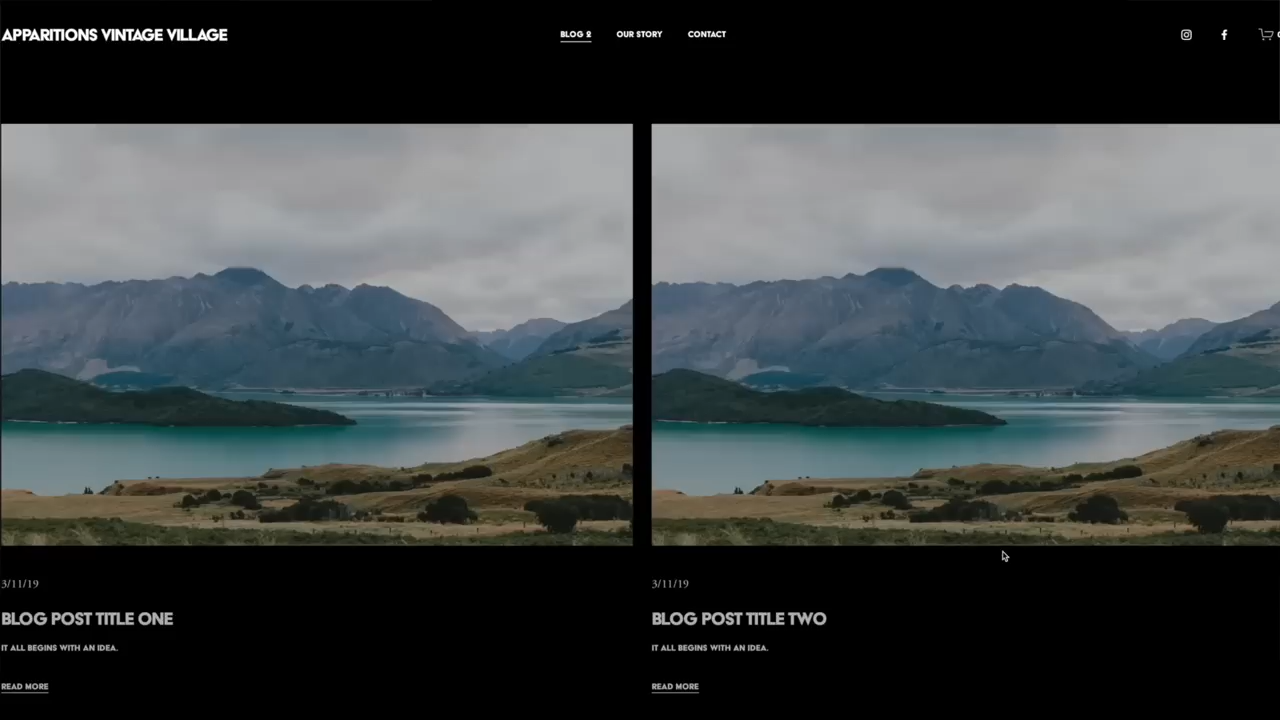 APPARITIONS VINTAGE VILLAGE
BLOG 2 OUR STORY CONTACT
3/11/19
BLOG POST TITLE ONE
IT ALL BEGINS WITH AN IDEA.
READ MORE
3/11/19
BLOG POST TITLE TWO
IT ALL BEGINS WITH AN IDEA.
READ MORE